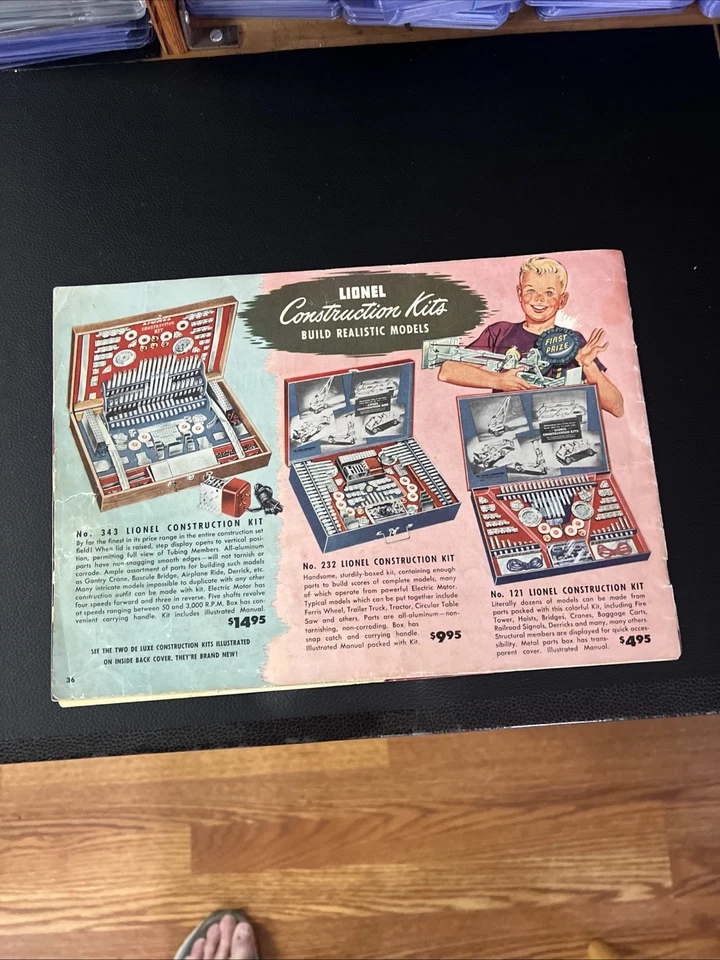 LIONEL
Construction Kits
BUILD REALISTIC MODELS
FIRST
PRIZE
LIONEL
CONSTRUCTION
KIT
No. 343 LIONEL CONSTRUCTION KIT
By far the finest in its price range in the entire construction set
field! When lid is raised, step display opens to vertical posi-
tion, permitting full view of Tubing Members. All-aluminum
parts have non-snagging smooth edges—will not tarnish or
corrode. Ample assortment of parts for building such models
as Gantry Crane, Bascule Bridge, Airplane Ride, Derrick, etc.
Many intricate models impossible to duplicate with any other
construction outfit can be made with kit. Electric Motor has
four speeds forward and three in reverse. Five shafts revolve
at speeds ranging between 50 and 3,000 R.P.M. Box has con-
venient carrying handle. Kit includes illustrated Manual.
$14.95
SEE THE TWO DE LUXE CONSTRUCTION KITS ILLUSTRATED
ON INSIDE BACK COVER. THEY'RE BRAND NEW!
36
No. 232 LIONEL CONSTRUCTION KIT
Handsome, sturdily-boxed kit, containing enough
parts to build scores of complete models, many
of which operate from powerful Electric Motor.
Typical models which can be put together include
Ferris Wheel, Trailer Truck, Tractor, Circular Table
Saw and others. Parts are all-aluminum—non-
tarnishing, non-corroding. Box has
snap catch and carrying handle.
Illustrated Manual packed with Kit.
$9.95
No. 121 LIONEL CONSTRUCTION KIT
Literally dozens of models can be made from
parts packed with this colorful Kit, including Fire
Tower, Hoists, Bridges, Cranes, Baggage Carts,
Railroad Signals, Derricks and many, many others.
Structural members are displayed for quick acces-
sibility. Metal parts box has trans-
parent cover. Illustrated Manual.
$4.95